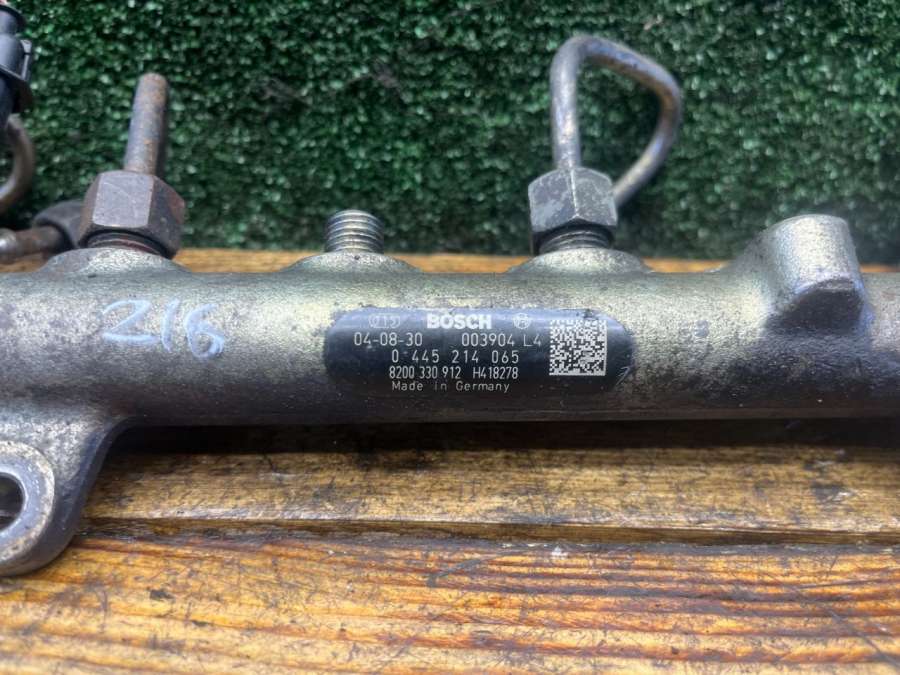 216
BOSCH
04-08-30 003904 L4
0 445 214 065
8200 330 912 H418278
Made in Germany